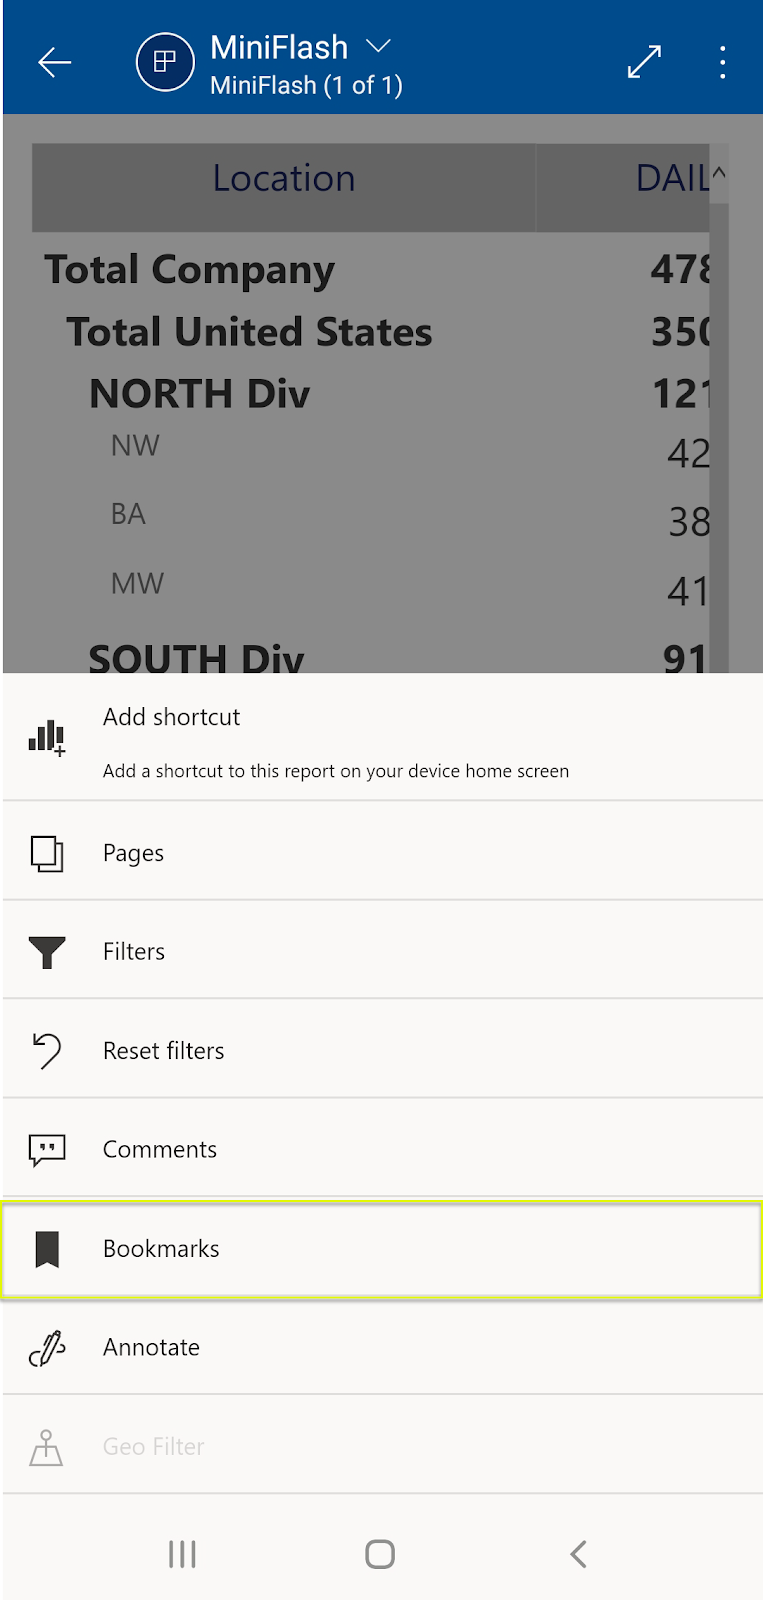 MiniFlash
MiniFlash (1 of 1)
Location DAIL
Total Company 478
Total United States 350
NORTH Div 121
NW 42
BA 38
MW 41
SOUTH Div 91
Add shortcut
Add a shortcut to this report on your device home screen
Pages
Filters
Reset filters
Comments
Bookmarks
Annotate
Geo Filter